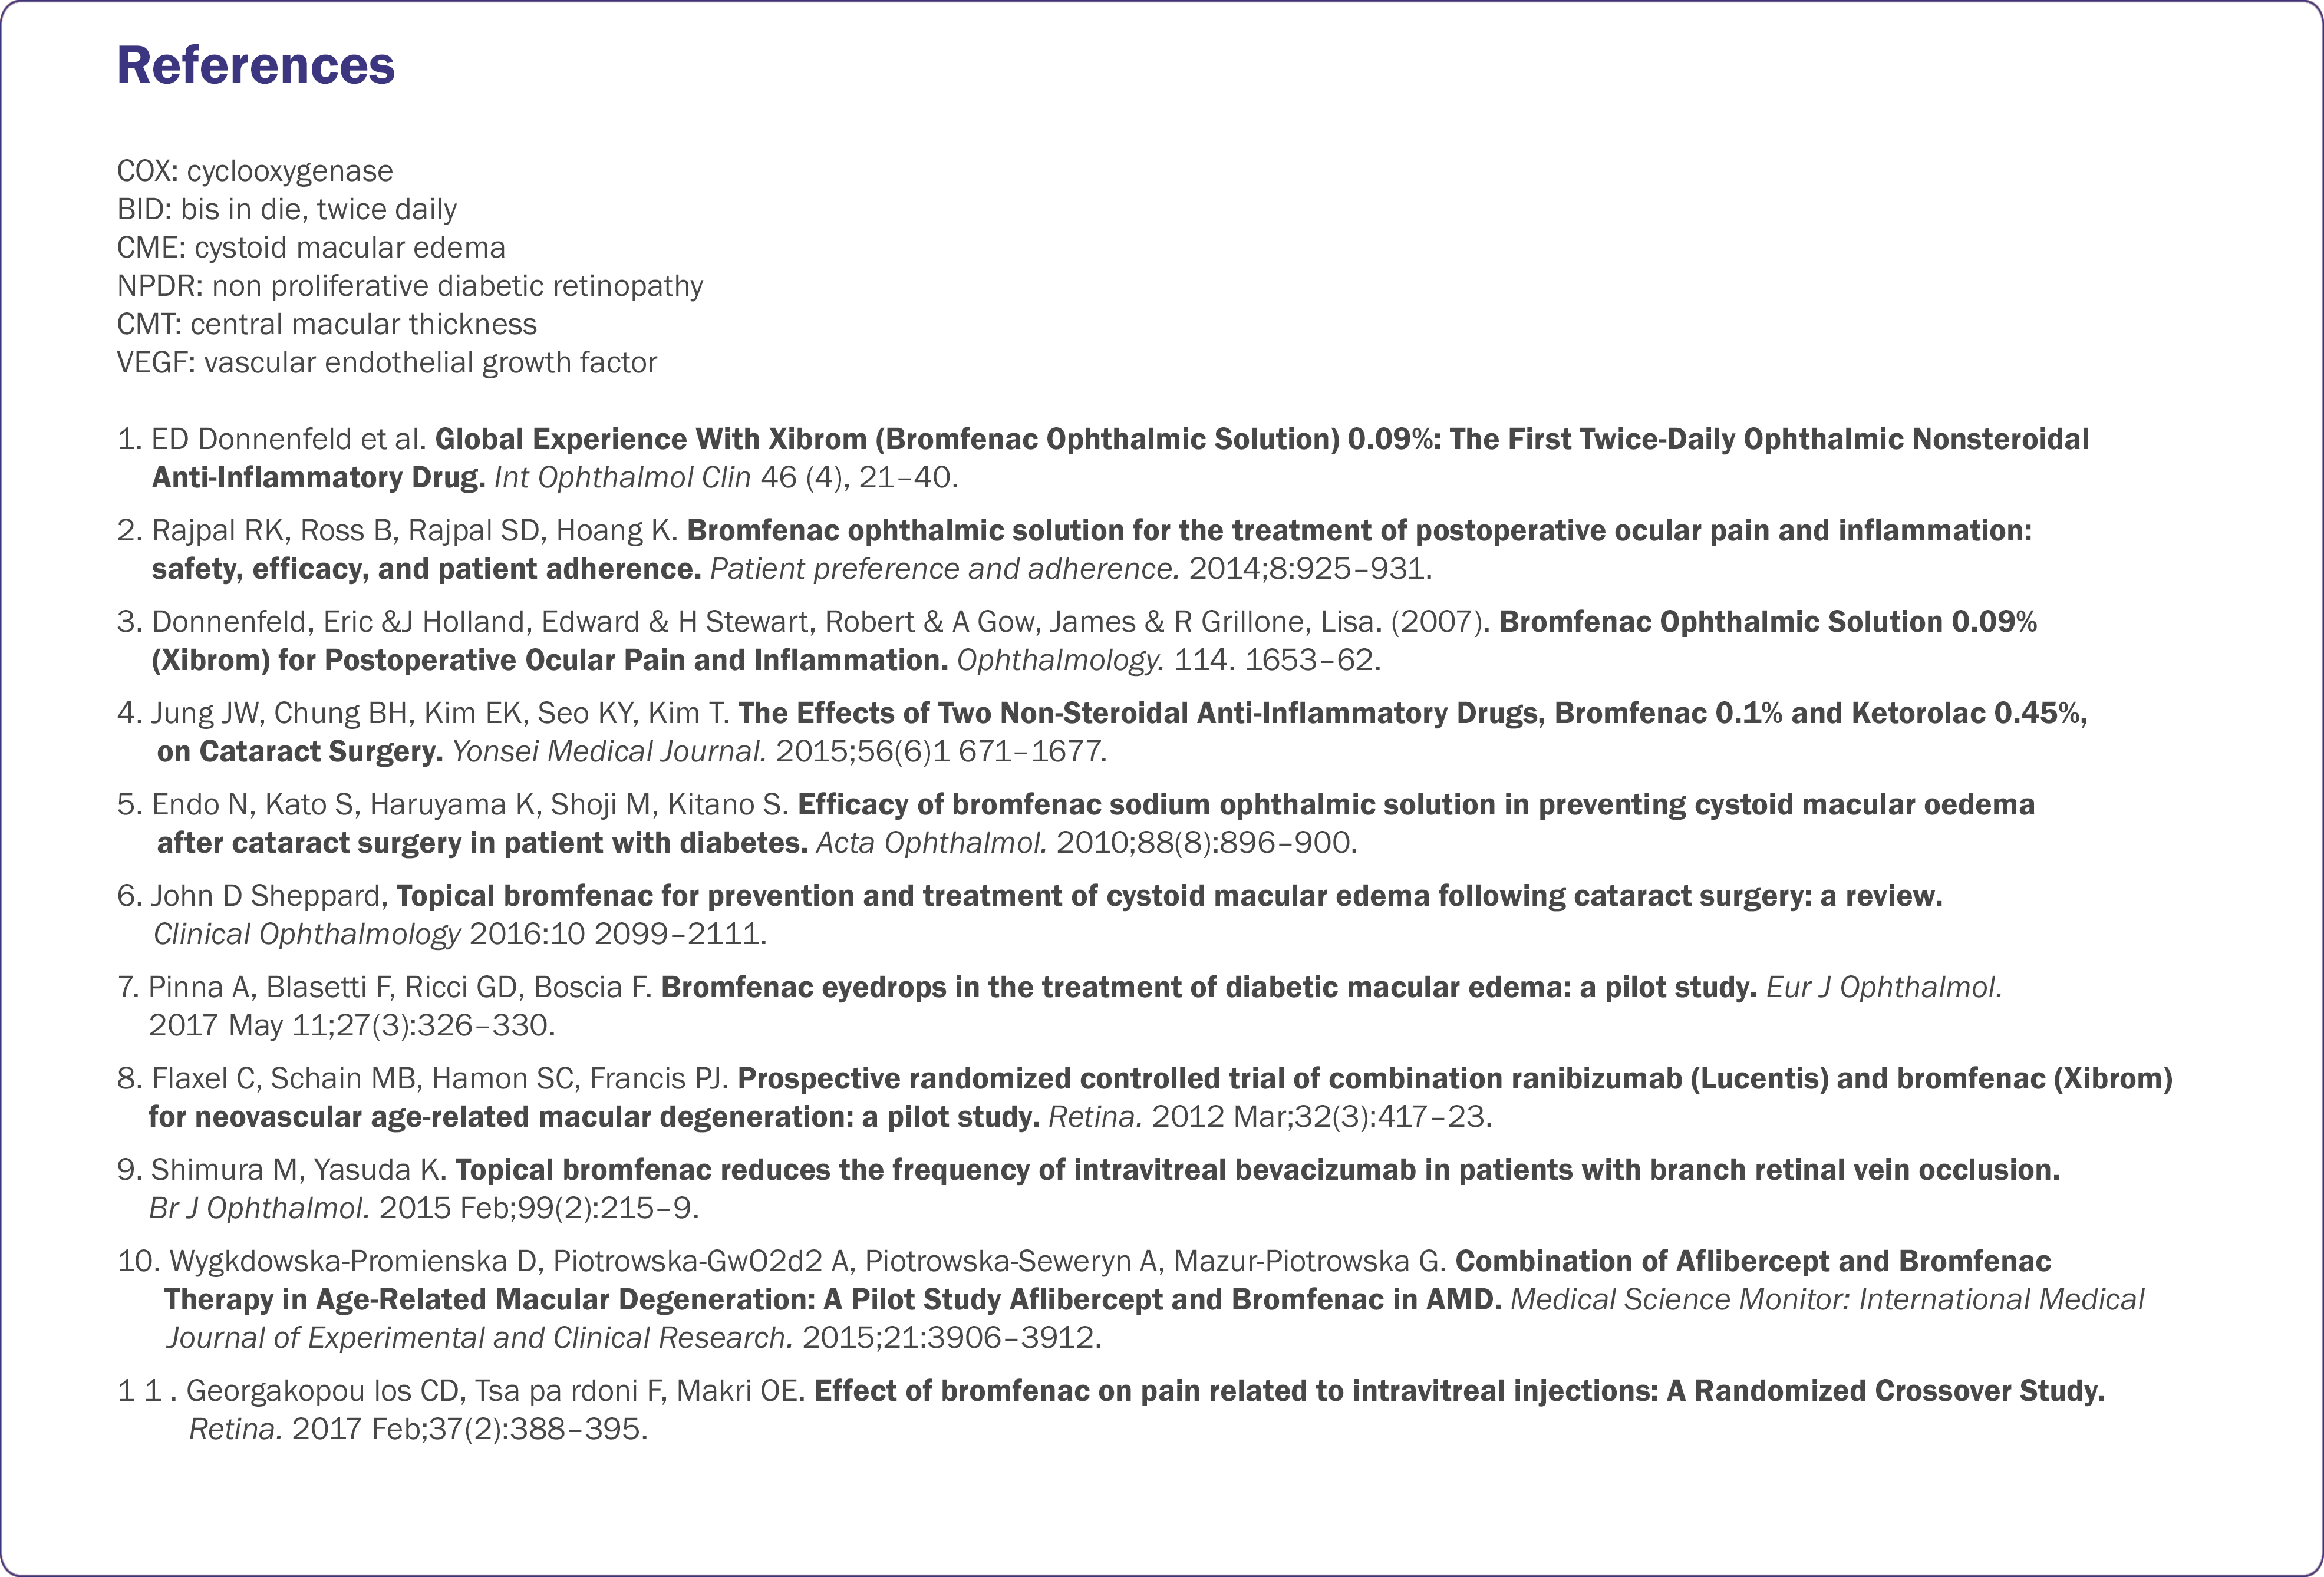 References
COX: cyclooxygenase
BID: bis in die, twice daily
CME: cystoid macular edema
NPDR: non proliferative diabetic retinopathy
CMT: central macular thickness
VEGF: vascular endothelial growth factor
1. ED Donnenfeld et al. Global Experience With Xibrom (Bromfenac Ophthalmic Solution) 0.09%: The First Twice-Daily Ophthalmic Nonsteroidal
Anti-Inflammatory Drug. Int Ophthalmol Clin 46 (4), 21–40.
2. Rajpal RK, Ross B, Rajpal SD, Hoang K. Bromfenac ophthalmic solution for the treatment of postoperative ocular pain and inflammation:
safety, efficacy, and patient adherence. Patient preference and adherence. 2014;8:925–931.
3. Donnenfeld, Eric &J Holland, Edward & H Stewart, Robert & A Gow, James & R Grillone, Lisa. (2007). Bromfenac Ophthalmic Solution 0.09%
(Xibrom) for Postoperative Ocular Pain and Inflammation. Ophthalmology. 114. 1653–62.
4. Jung JW, Chung BH, Kim EK, Seo KY, Kim T. The Effects of Two Non-Steroidal Anti-Inflammatory Drugs, Bromfenac 0.1% and Ketorolac 0.45%,
on Cataract Surgery. Yonsei Medical Journal. 2015;56(6)1 671–1677.
5. Endo N, Kato S, Haruyama K, Shoji M, Kitano S. Efficacy of bromfenac sodium ophthalmic solution in preventing cystoid macular oedema
after cataract surgery in patient with diabetes. Acta Ophthalmol. 2010;88(8):896–900.
6. John D Sheppard, Topical bromfenac for prevention and treatment of cystoid macular edema following cataract surgery: a review.
Clinical Ophthalmology 2016:10 2099–2111.
7. Pinna A, Blasetti F, Ricci GD, Boscia F. Bromfenac eyedrops in the treatment of diabetic macular edema: a pilot study. Eur J Ophthalmol.
2017 May 11;27(3):326–330.
8. Flaxel C, Schain MB, Hamon SC, Francis PJ. Prospective randomized controlled trial of combination ranibizumab (Lucentis) and bromfenac (Xibrom)
for neovascular age-related macular degeneration: a pilot study. Retina. 2012 Mar;32(3):417–23.
9. Shimura M, Yasuda K. Topical bromfenac reduces the frequency of intravitreal bevacizumab in patients with branch retinal vein occlusion.
Br J Ophthalmol. 2015 Feb;99(2):215–9.
10. Wygkdowska-Promienska D, Piotrowska-GwO2d2 A, Piotrowska-Seweryn A, Mazur-Piotrowska G. Combination of Aflibercept and Bromfenac
Therapy in Age-Related Macular Degeneration: A Pilot Study Aflibercept and Bromfenac in AMD. Medical Science Monitor: International Medical
Journal of Experimental and Clinical Research. 2015;21:3906–3912.
1 1 . Georgakopou los CD, Tsa pa rdoni F, Makri OE. Effect of bromfenac on pain related to intravitreal injections: A Randomized Crossover Study.
Retina. 2017 Feb;37(2):388–395.